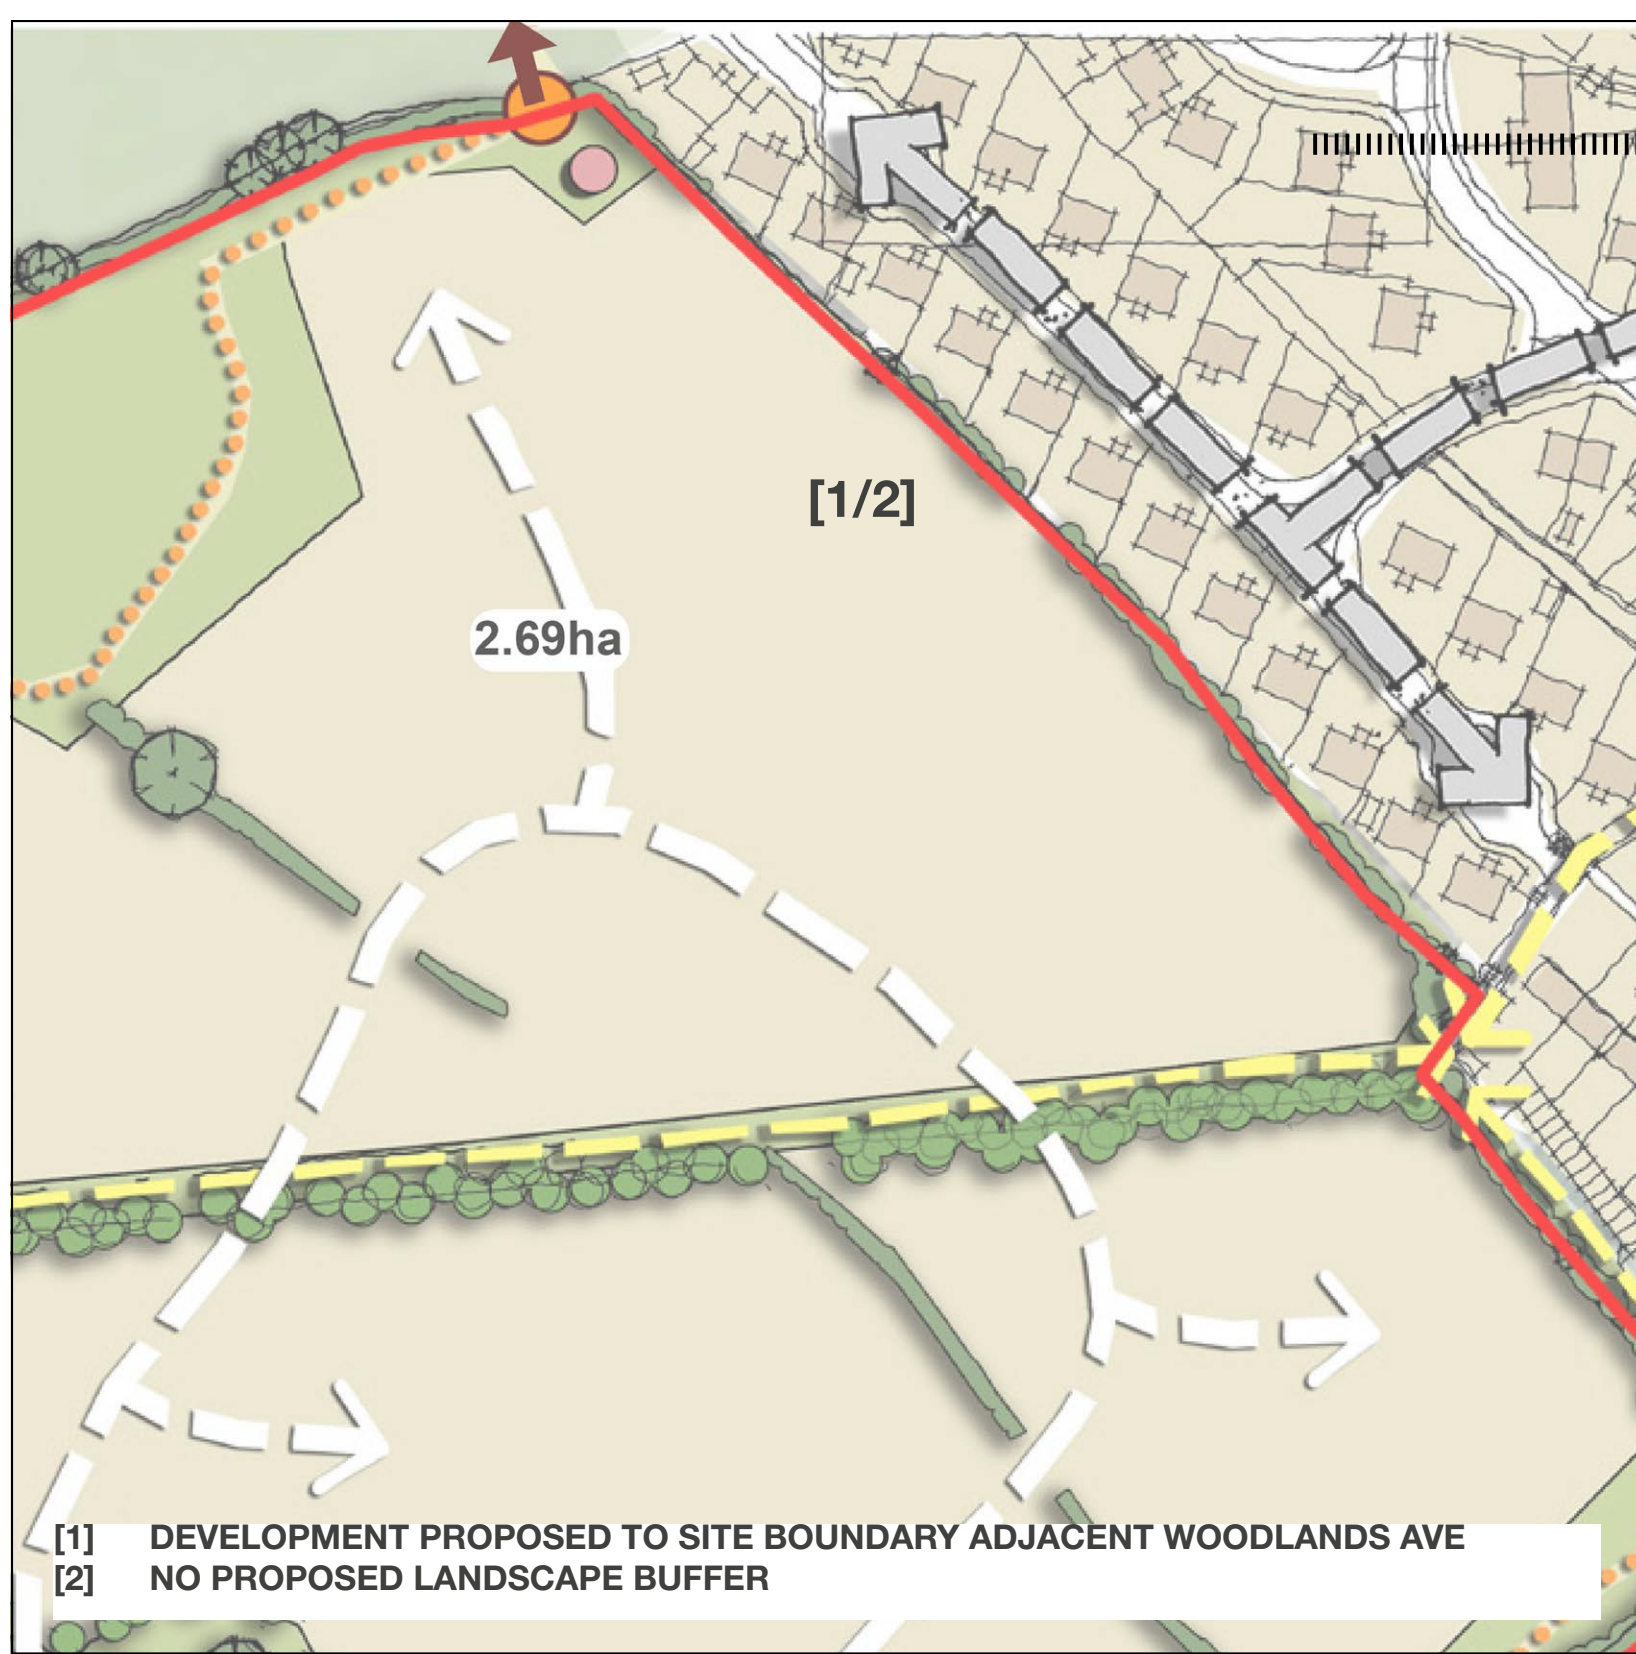 [1/2]
2.69ha
[1] DEVELOPMENT PROPOSED TO SITE BOUNDARY ADJACENT WOODLANDS AVE
[2] NO PROPOSED LANDSCAPE BUFFER